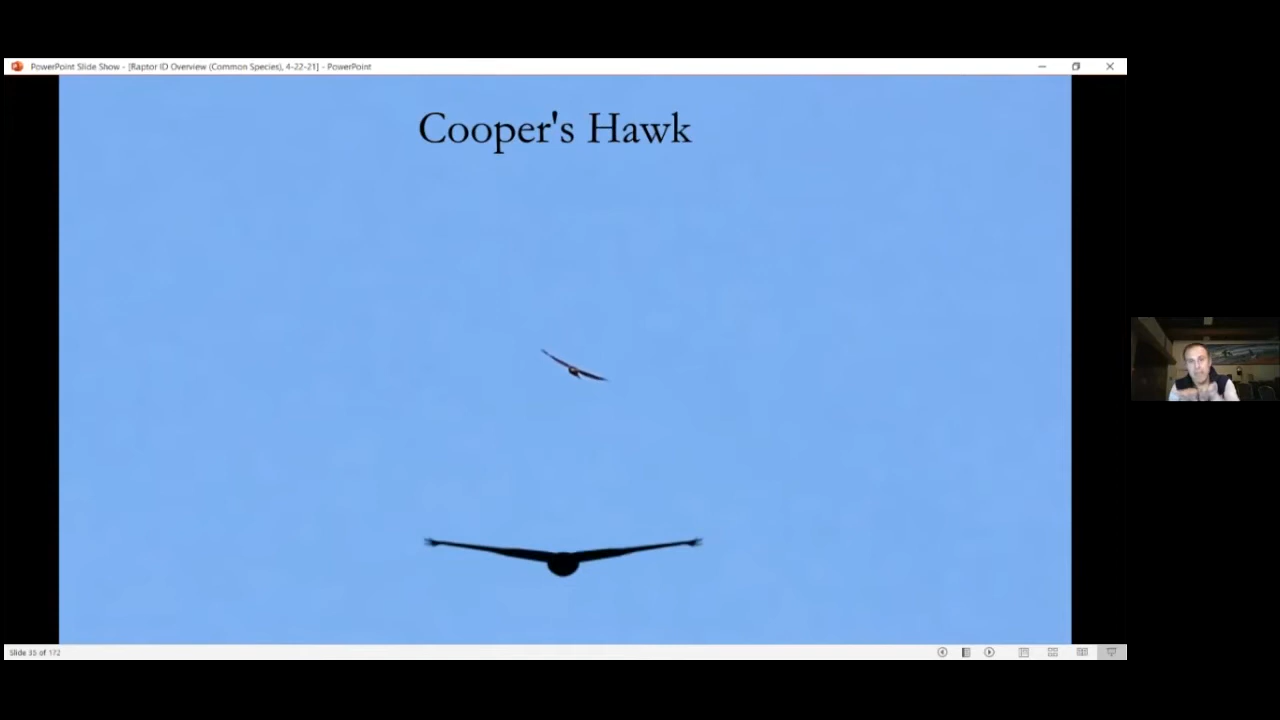 PowerPoint Slide Show - [Raptor ID Overview (Common Species), 4-22-21] - PowerPoint
Cooper's Hawk
Slide 35 of 172